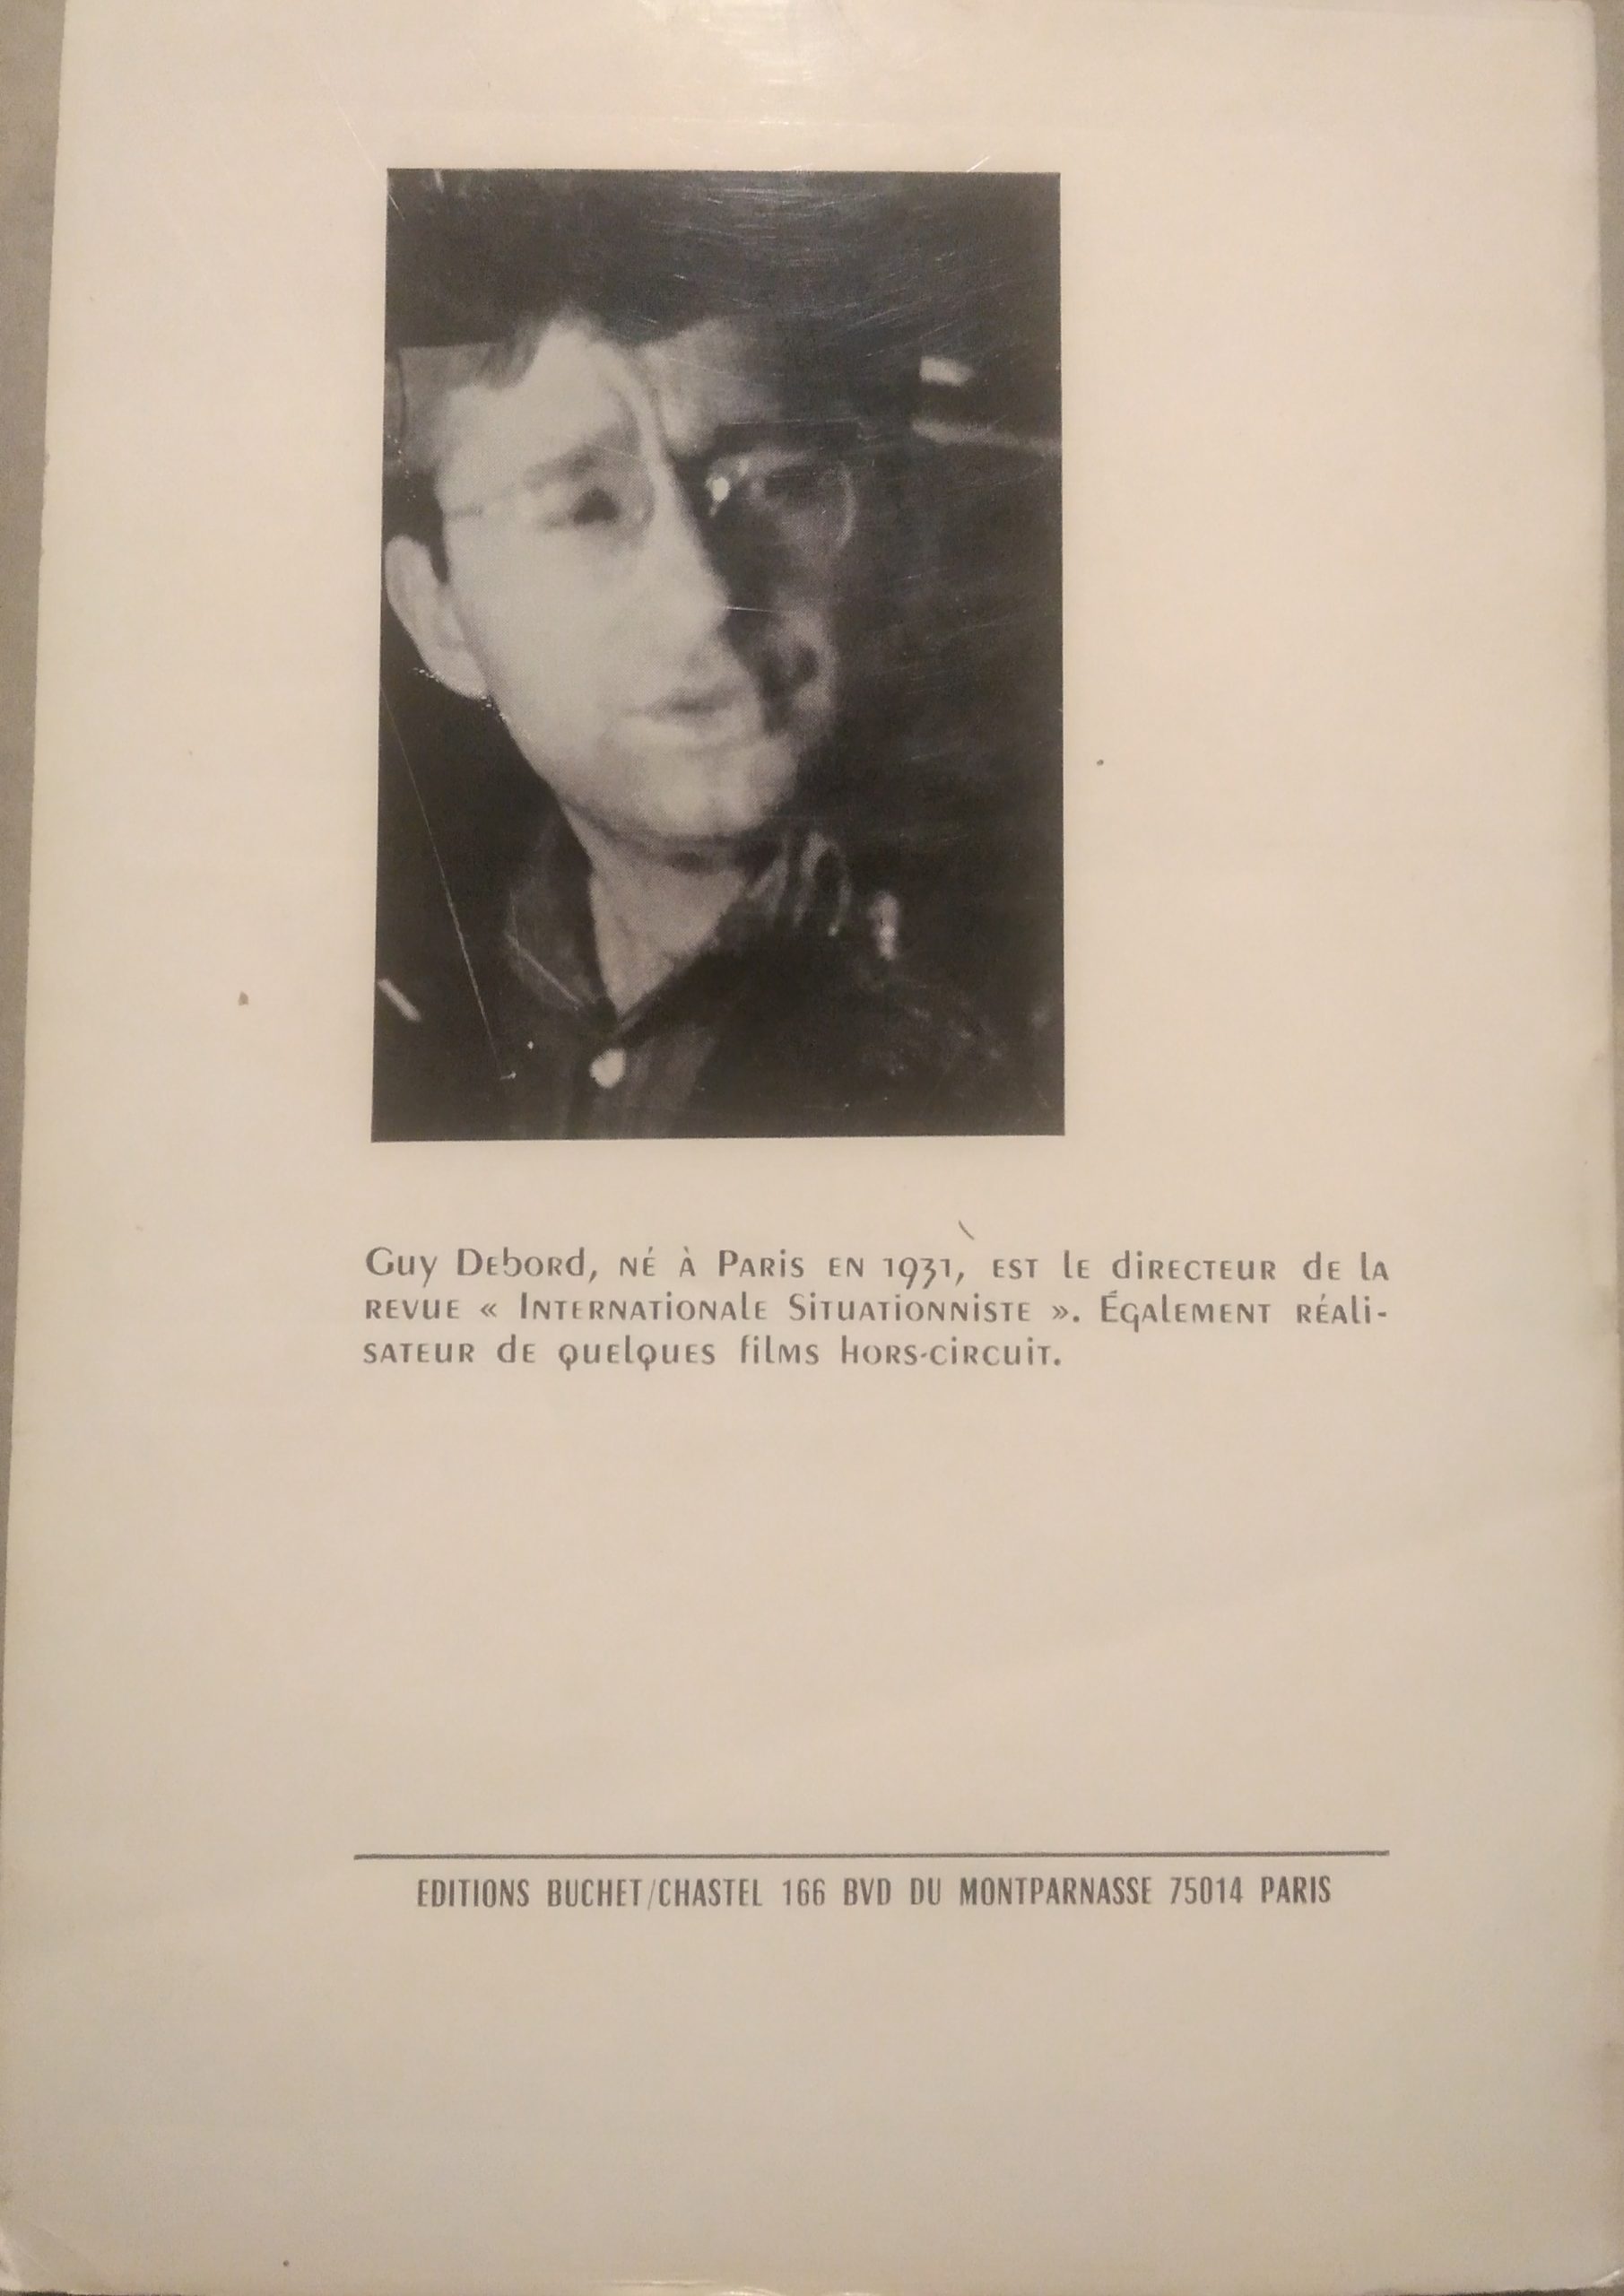 Guy Debord, né à Paris en 1931, est le directeur de la
revue « Internationale Situationniste ». Également réali-
sateur de quelques films hors-circuit.
EDITIONS BUCHET/CHASTEL 166 BVD DU MONTPARNASSE 75014 PARIS